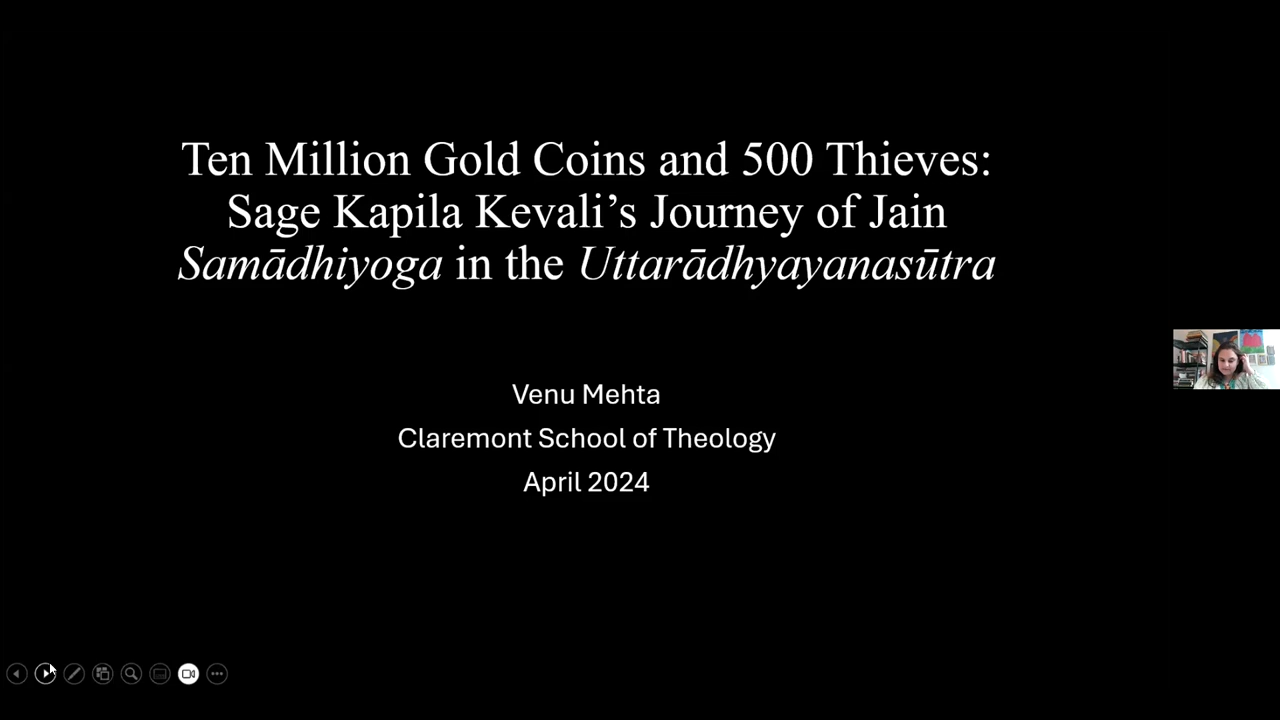 Ten Million Gold Coins and 500 Thieves:
Sage Kapila Kevali’s Journey of Jain
Samādhiyoga in the Uttarādhyayanasūtra
Venu Mehta
Claremont School of Theology
April 2024